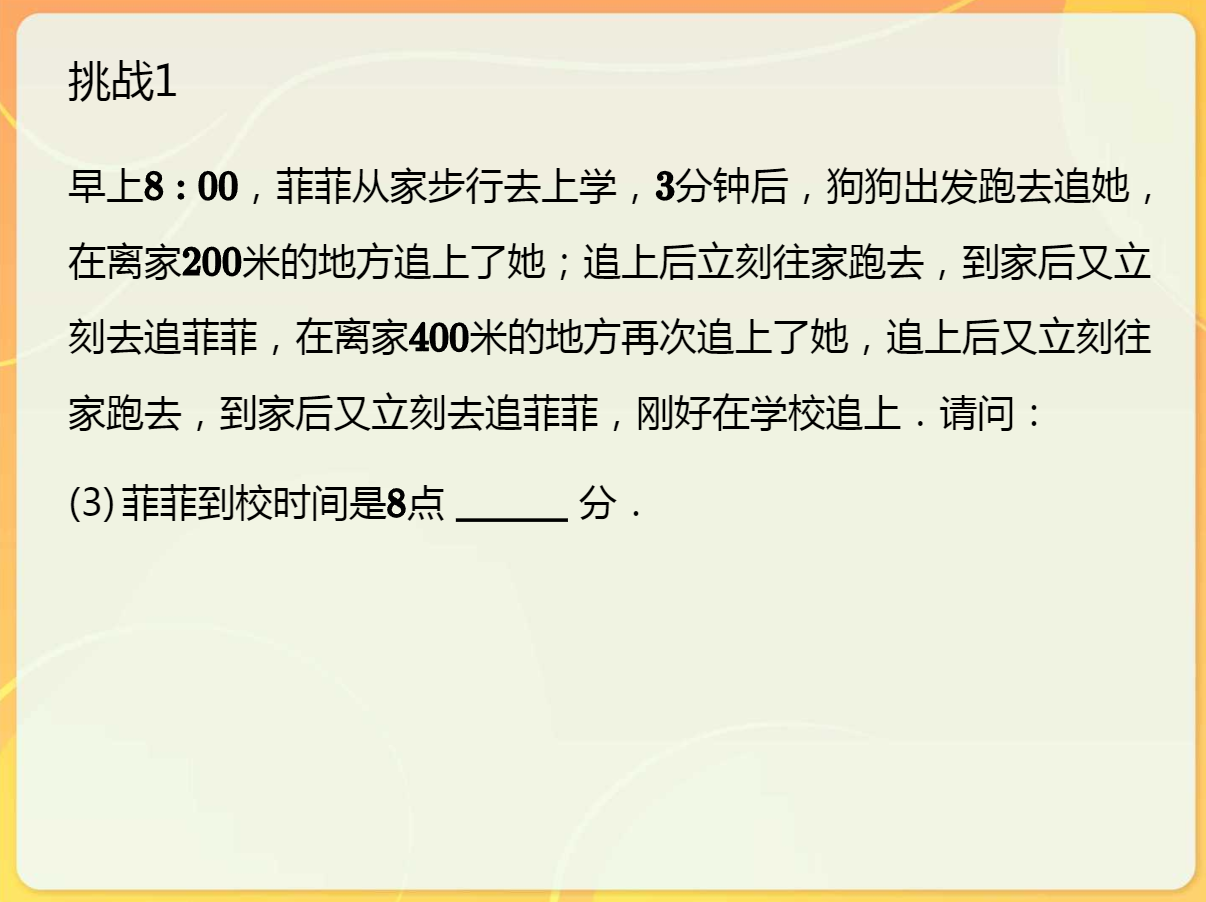 挑战1
早上8：00，菲菲从家步行去上学，3分钟后，狗狗出发跑去追她，
在离家200米的地方追上了她；追上后立刻往家跑去，到家后又立
刻去追菲菲，在离家400米的地方再次追上了她，追上后又立刻往
家跑去，到家后又立刻去追菲菲，刚好在学校追上．请问：
(3) 菲菲到校时间是8点 ______ 分．